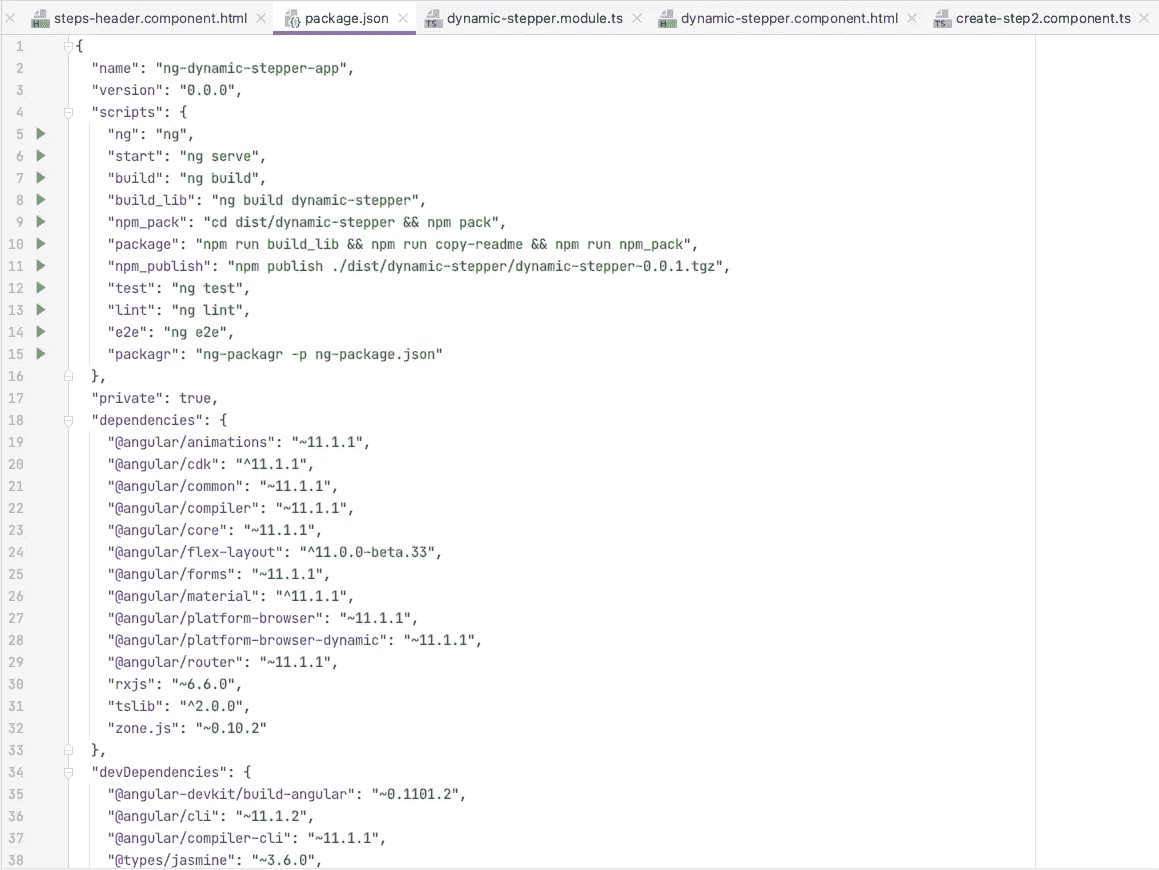 steps-header.component.html package.json dynamic-stepper.module.ts dynamic-stepper.component.html create-step2.component.ts
1 {
2 "name": "ng-dynamic-stepper-app",
3 "version": "0.0.0",
4 "scripts": {
5 "ng": "ng",
6 "start": "ng serve",
7 "build": "ng build",
8 "build_lib": "ng build dynamic-stepper",
9 "npm_pack": "cd dist/dynamic-stepper && npm pack",
10 "package": "npm run build_lib && npm run copy-readme && npm run npm_pack",
11 "npm_publish": "npm publish ./dist/dynamic-stepper/dynamic-stepper-0.0.1.tgz",
12 "test": "ng test",
13 "lint": "ng lint",
14 "e2e": "ng e2e",
15 "packagr": "ng-packagr -p ng-package.json"
16 },
17 "private": true,
18 "dependencies": {
19 "@angular/animations": "~11.1.1",
20 "@angular/cdk": "^11.1.1",
21 "@angular/common": "~11.1.1",
22 "@angular/compiler": "~11.1.1",
23 "@angular/core": "~11.1.1",
24 "@angular/flex-layout": "^11.0.0-beta.33",
25 "@angular/forms": "~11.1.1",
26 "@angular/material": "^11.1.1",
27 "@angular/platform-browser": "~11.1.1",
28 "@angular/platform-browser-dynamic": "~11.1.1",
29 "@angular/router": "~11.1.1",
30 "rxjs": "~6.6.0",
31 "tslib": "^2.0.0",
32 "zone.js": "~0.10.2"
33 },
34 "devDependencies": {
35 "@angular-devkit/build-angular": "~0.1101.2",
36 "@angular/cli": "~11.1.2",
37 "@angular/compiler-cli": "~11.1.1",
38 "@types/jasmine": "~3.6.0",